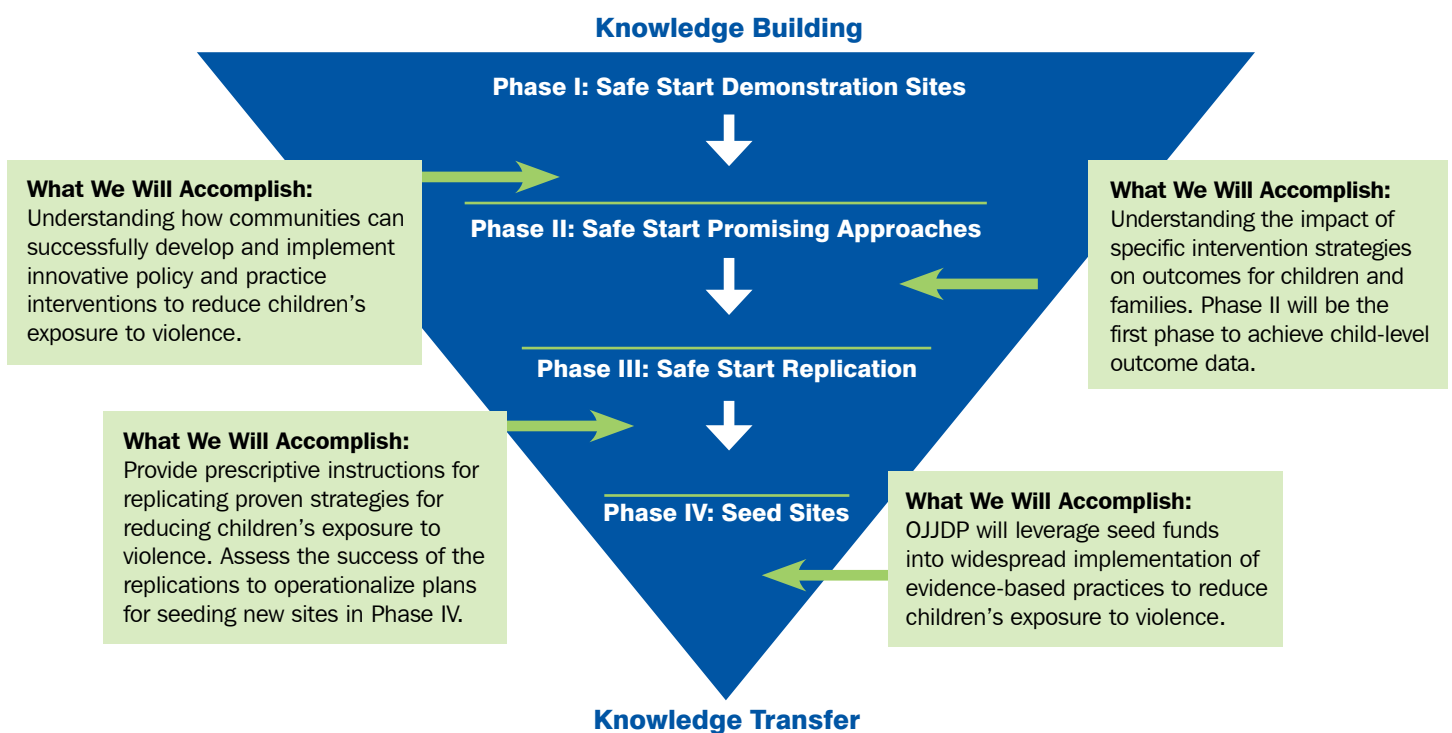 Knowledge Building
Phase I: Safe Start Demonstration Sites
What We Will Accomplish:
Understanding how communities can
successfully develop and implement
innovative policy and practice
interventions to reduce children’s
exposure to violence.
Phase II: Safe Start Promising Approaches
What We Will Accomplish:
Understanding the impact of
specific intervention strategies
on outcomes for children and
families. Phase II will be the
first phase to achieve child-level
outcome data.
Phase III: Safe Start Replication
What We Will Accomplish:
Provide prescriptive instructions for
replicating proven strategies for
reducing children’s exposure to
violence. Assess the success of the
replications to operationalize plans
for seeding new sites in Phase IV.
Phase IV: Seed Sites
What We Will Accomplish:
OJJDP will leverage seed funds
into widespread implementation of
evidence-based practices to reduce
children’s exposure to violence.
Knowledge Transfer